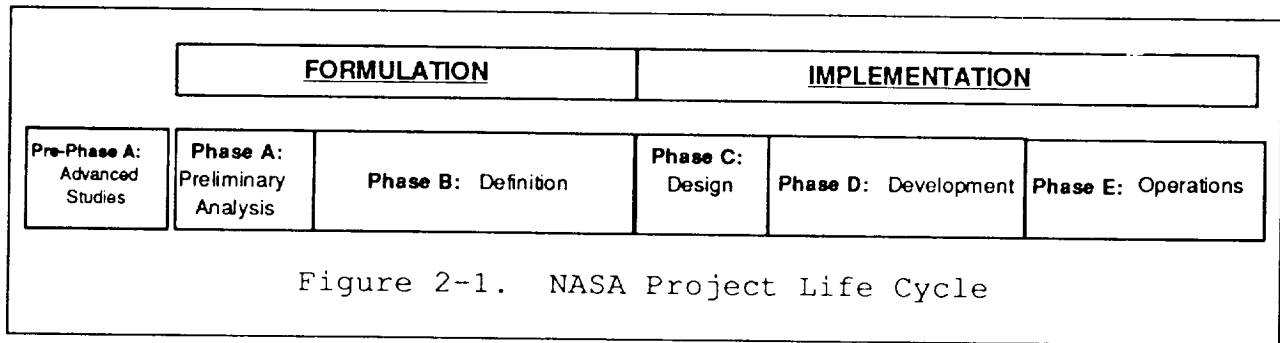 FORMULATION
IMPLEMENTATION
Pre-Phase A:
Advanced
Studies
Phase A:
Preliminary
Analysis
Phase B: Definition
Phase C:
Design
Phase D: Development
Phase E: Operations
Figure 2-1. NASA Project Life Cycle